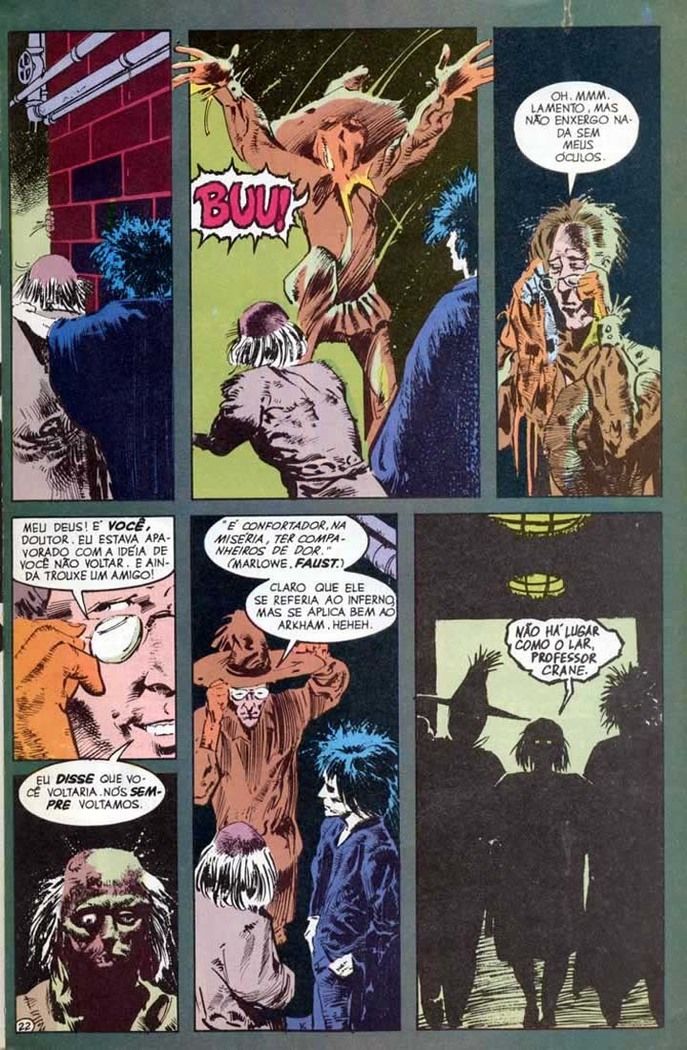 BUU!
OH. MMM.
LAMENTO, MAS
NÃO ENXERGO NA-
DA SEM
MEUS
ÓCULOS.
MEU DEUS! É VOCÊ,
DOUTOR. EU ESTAVA APA-
VORADO COM A IDEIA DE
VOCÊ NÃO VOLTAR. E AIN-
DA TROUXE UM AMIGO!
EU DISSE QUE VO-
CÊ VOLTARIA. NÓS SEM-
PRE VOLTAMOS.
"É CONFORTADOR, NA
MISÉRIA, TER COMPA-
NHEIROS DE DOR."
(MARLOWE, FAUST.)
CLARO QUE ELE
SE REFERIA AO INFERNO,
MAS SE APLICA BEM AO
ARKHAM. HEHEH.
NÃO HÁ LUGAR
COMO O LAR,
PROFESSOR
CRANE.
22